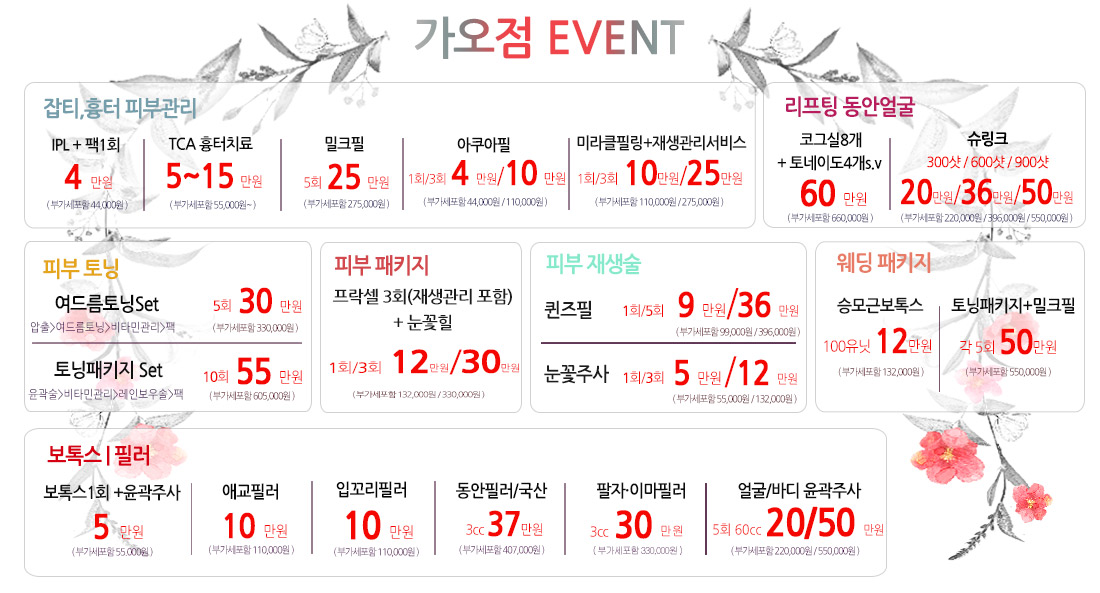 가오점 EVENT
잡티,흉터 피부관리
IPL + 팩1회
4 만원
(부가세포함 44,000원)
TCA 흉터치료
5~15 만원
(부가세포함 55,000원~)
밀크필
5회 25 만원
(부가세포함 275,000원)
아쿠아필
1회/3회 4 만원/10 만원
(부가세포함 44,000원 / 110,000원)
미라클필링+재생관리서비스
1회/3회 10만원/25만원
(부가세포함 110,000원 / 275,000원)
리프팅 동안얼굴
코그실8개
+ 토네이도4개s.v
60 만원
(부가세포함 660,000원)
슈링크
300샷 / 600샷 / 900샷
20만원/36만원/50만원
(부가세포함 220,000원 / 396,000원 / 550,000원)
피부 토닝
여드름토닝Set
압출>여드름토닝>비타민관리>팩
5회 30 만원
(부가세포함 330,000원)
토닝패키지 Set
윤곽술>비타민관리>레인보우솔>팩
10회 55 만원
(부가세포함 605,000원)
피부 패키지
프락셀 3회(재생관리 포함)
+ 눈꽃힐
1회/3회 12만원/30만원
(부가세포함 132,000원 / 330,000원)
피부 재생술
퀸즈필 1회/5회 9 만원/36 만원
(부가세포함 99,000원 / 396,000원)
눈꽃주사 1회/3회 5 만원/12 만원
(부가세포함 55,000원 / 132,000원)
웨딩 패키지
승모근보톡스
100유닛 12만원
(부가세포함 132,000원)
토닝패키지+밀크필
각 5회 50만원
(부가세포함 550,000원)
보톡스 | 필러
보톡스1회 +윤곽주사
5 만원
(부가세포함 55,000원)
애교필러
10 만원
(부가세포함 110,000원)
입꼬리필러
10 만원
(부가세포함 110,000원)
동안필러/국산
3cc 37만원
(부가세포함 407,000원)
팔자·이마필러
3cc 30 만원
(부가세포함 330,000원)
얼굴/바디 윤곽주사
5회 60cc 20/50 만원
(부가세포함 220,000원 / 550,000원)